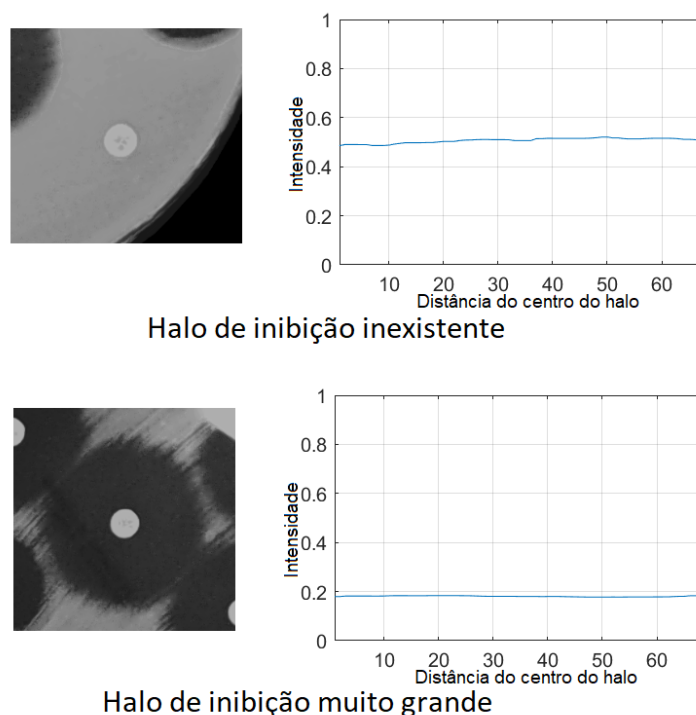 1
0.8
0.6
0.4
0.2
0
Intensidade
10 20 30 40 50 60
Distância do centro do halo
Halo de inibição inexistente
1
0.8
0.6
0.4
0.2
0
Intensidade
10 20 30 40 50 60
Distância do centro do halo
Halo de inibição muito grande